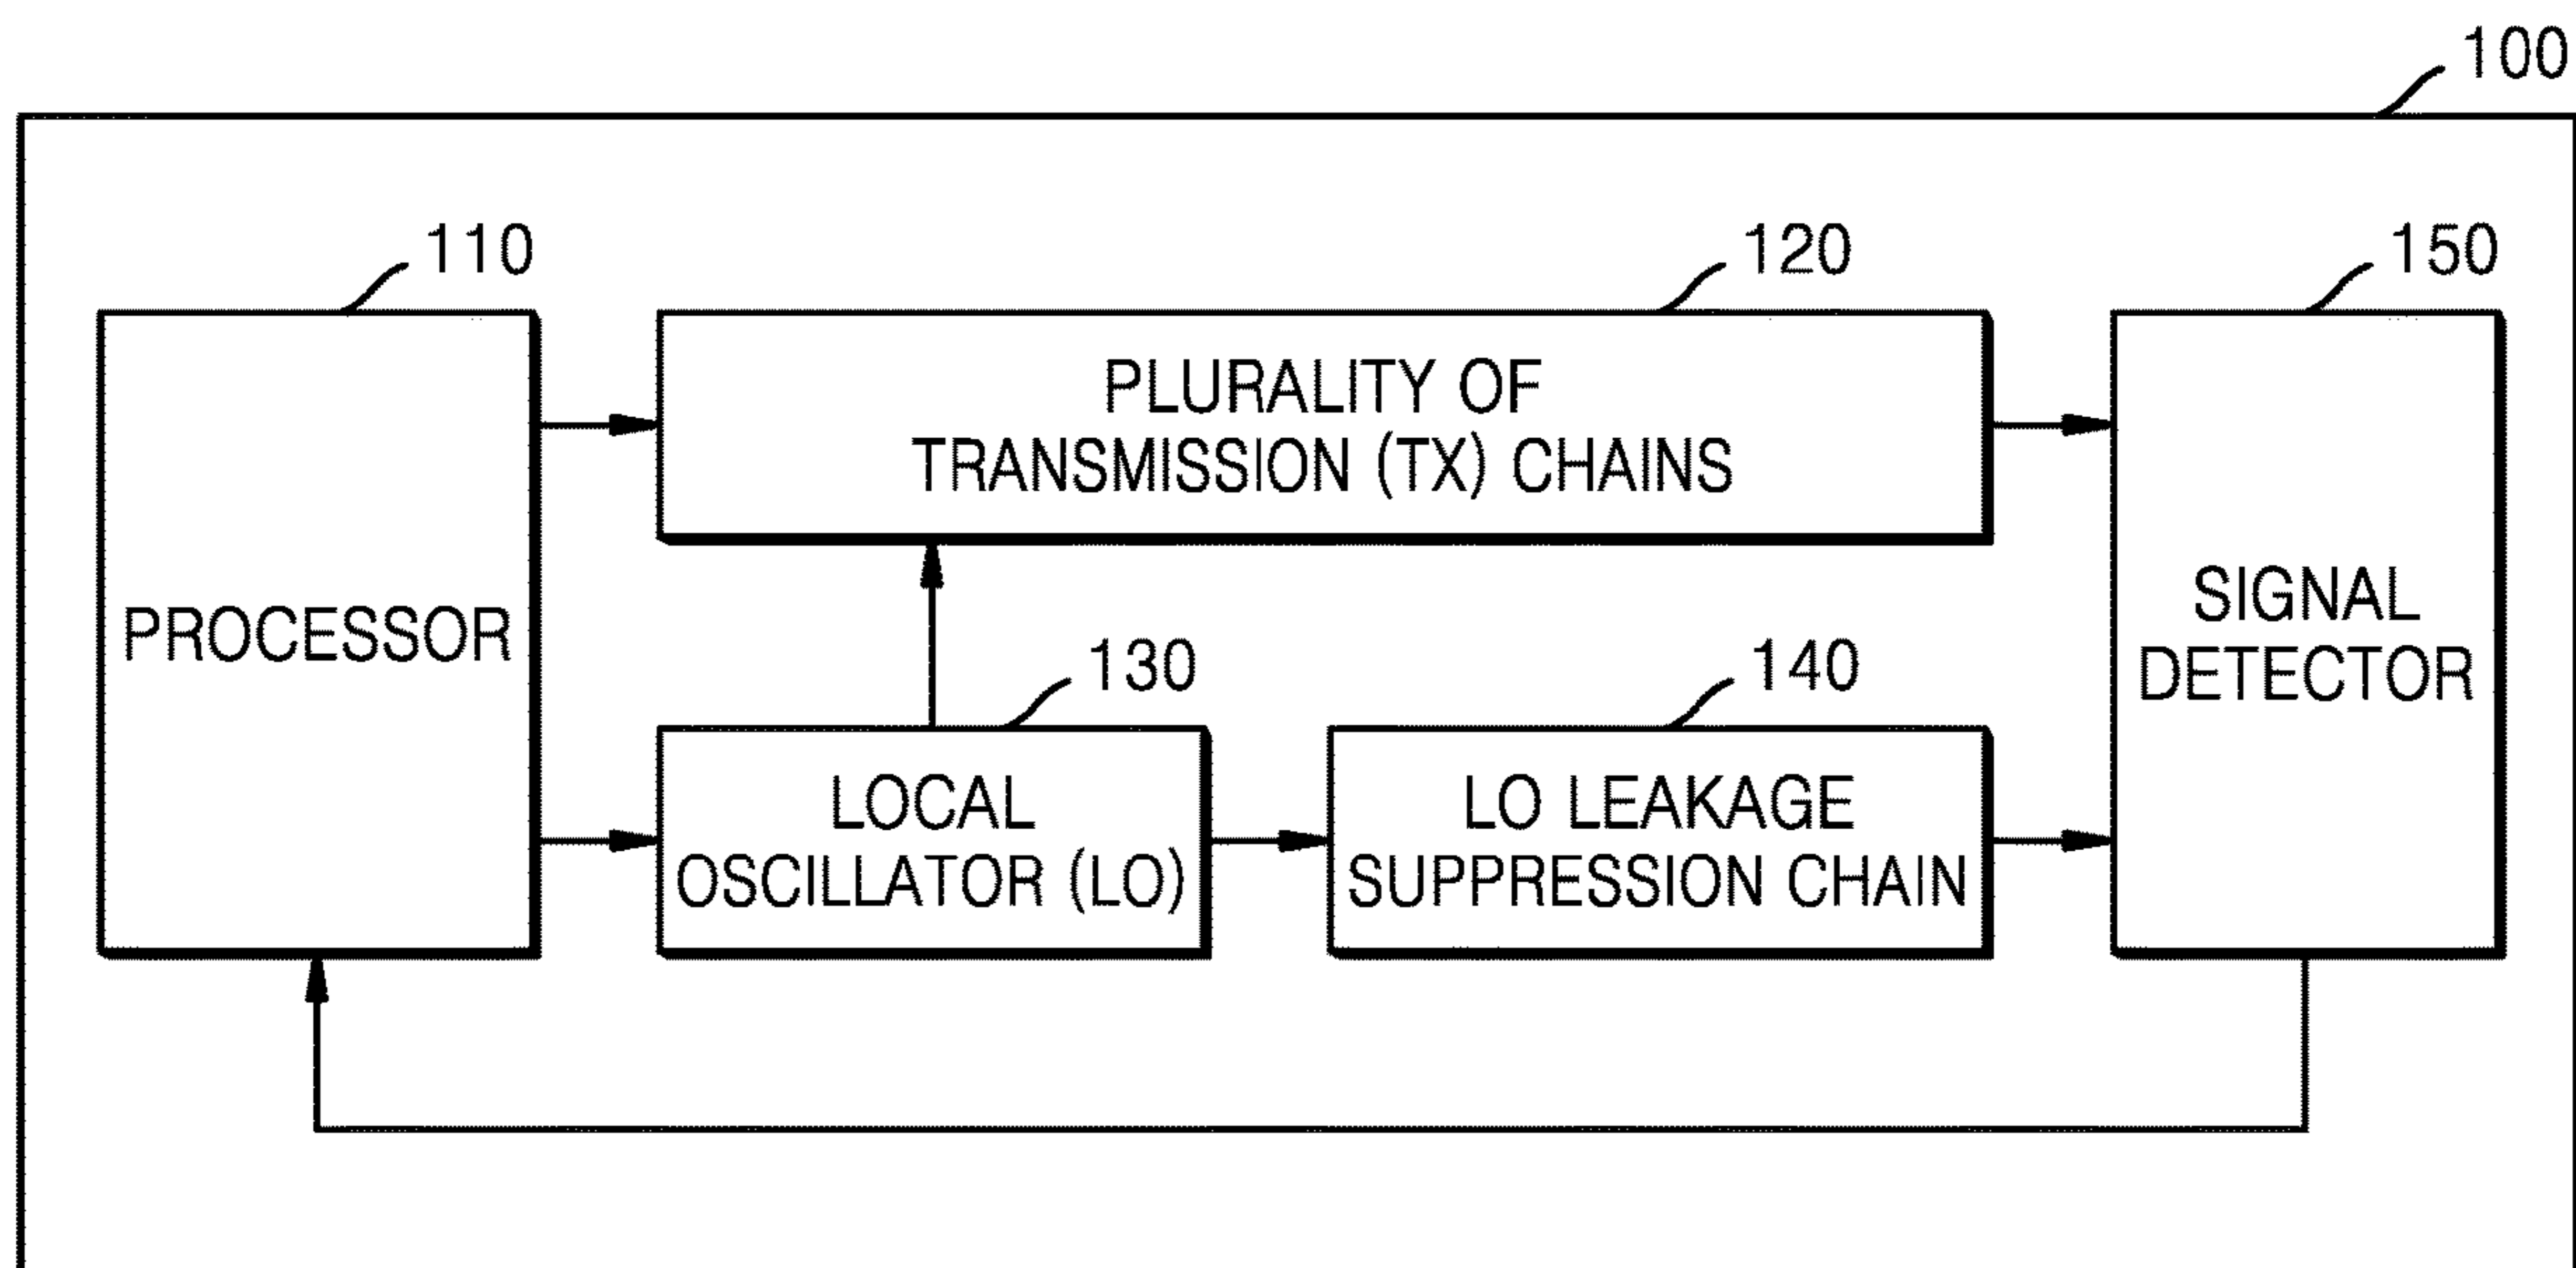 100
110
120
150
PLURALITY OF
TRANSMISSION (TX) CHAINS
PROCESSOR
SIGNAL
DETECTOR
130
140
LOCAL
OSCILLATOR (LO)
LO LEAKAGE
SUPPRESSION CHAIN